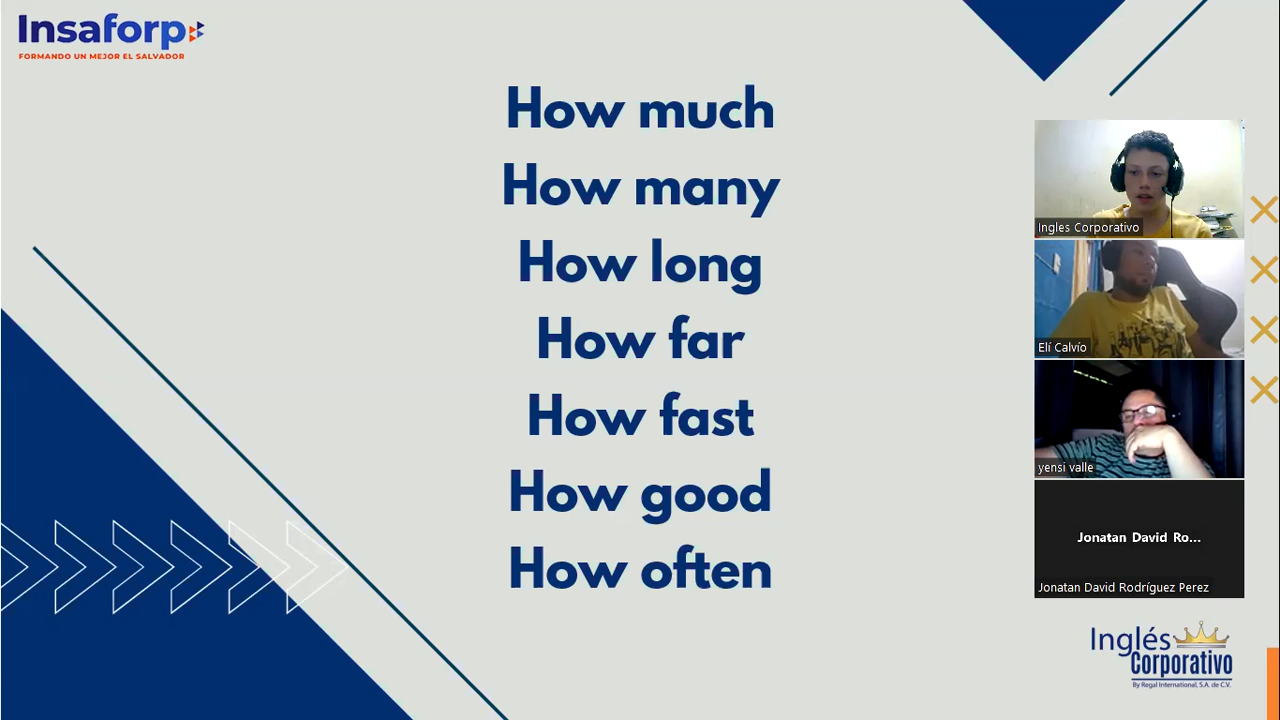 Insaforp
FORMANDO UN MEJOR EL SALVADOR
How much
How many
How long
How far
How fast
How good
How often
Ingles Corporativo
Elí Calvío
yensi valle
Jonatan David Ro...
Jonatan David Rodríguez Perez
Inglés
Corporativo
By Regal International, S.A. de C.V.